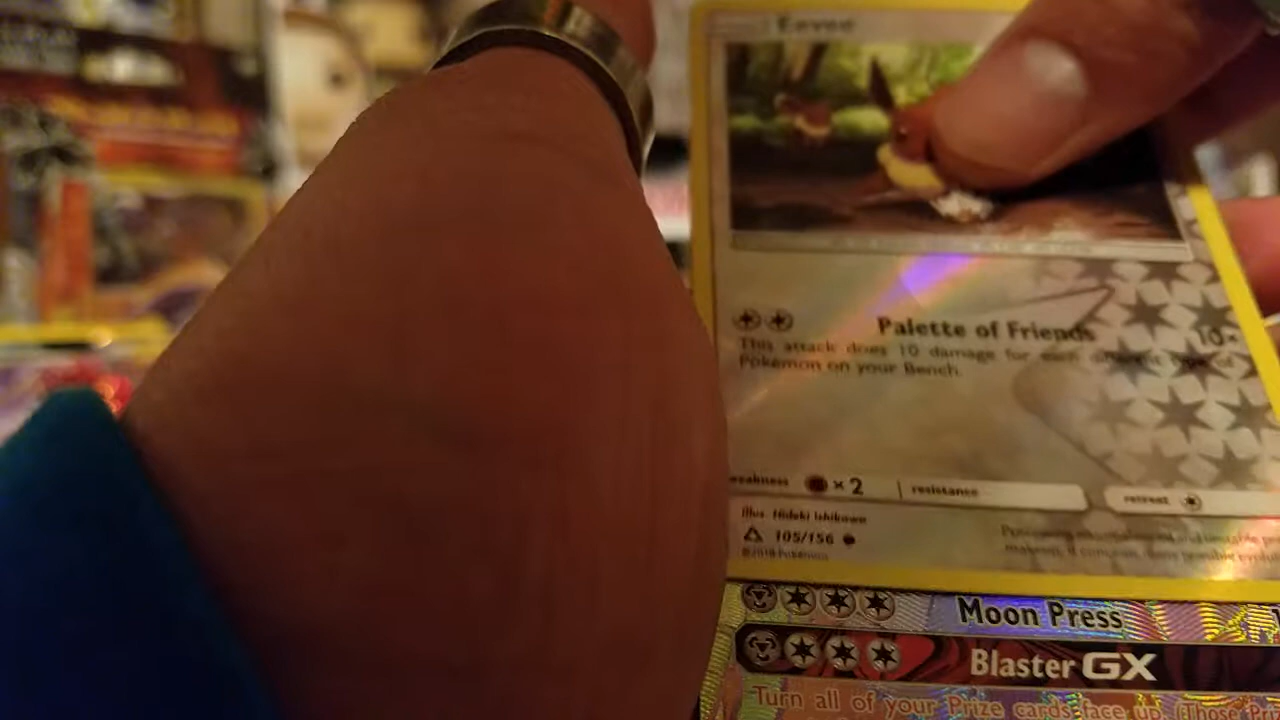 Eevee
Palette of Friends 10+
This attack does 10 damage for each different type of
Pokémon on your Bench.
weakness × 2 resistance retreat
Illus. Hideki Ishikawa
105/156
©2018 Pokémon
Moon Press
Blaster GX
Turn all of your Prize cards face up. (Those Priz